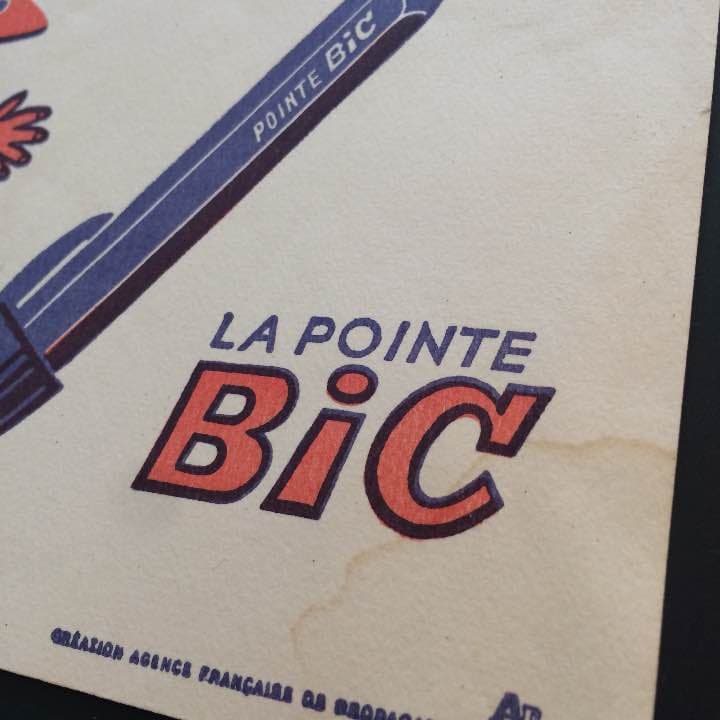 POINTE BiC
LA POINTE
BiC
CRÉATION AGENCE FRANÇAISE DE